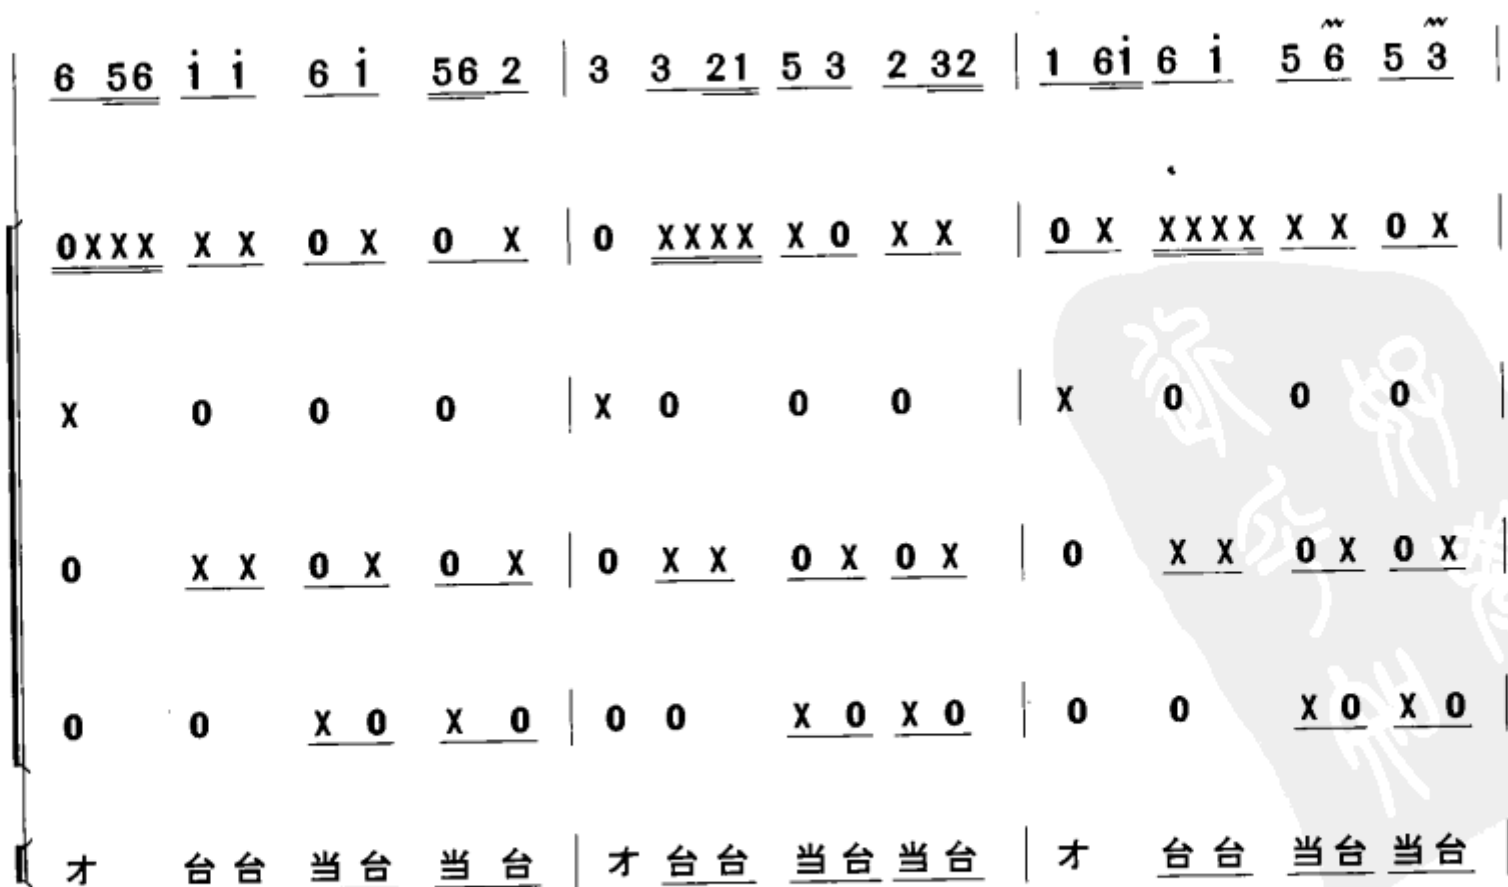 6 56 i i 6 i 56 2 | 3 3 21 5 3 2 32 | 1 6i 6 i 5 6 5 3 |
0XXX X X 0 X 0 X | 0 XXXX X 0 X X | 0 X XXXX X X 0 X |
X 0 0 0 | X 0 0 0 | X 0 0 0 |
0 X X 0 X 0 X | 0 X X 0 X 0 X | 0 X X 0 X 0 X |
0 0 X 0 X 0 | 0 0 X 0 X 0 | 0 0 X 0 X 0 |
才 台台 当台 当台 | 才 台台 当台 当台 | 才 台台 当台 当台